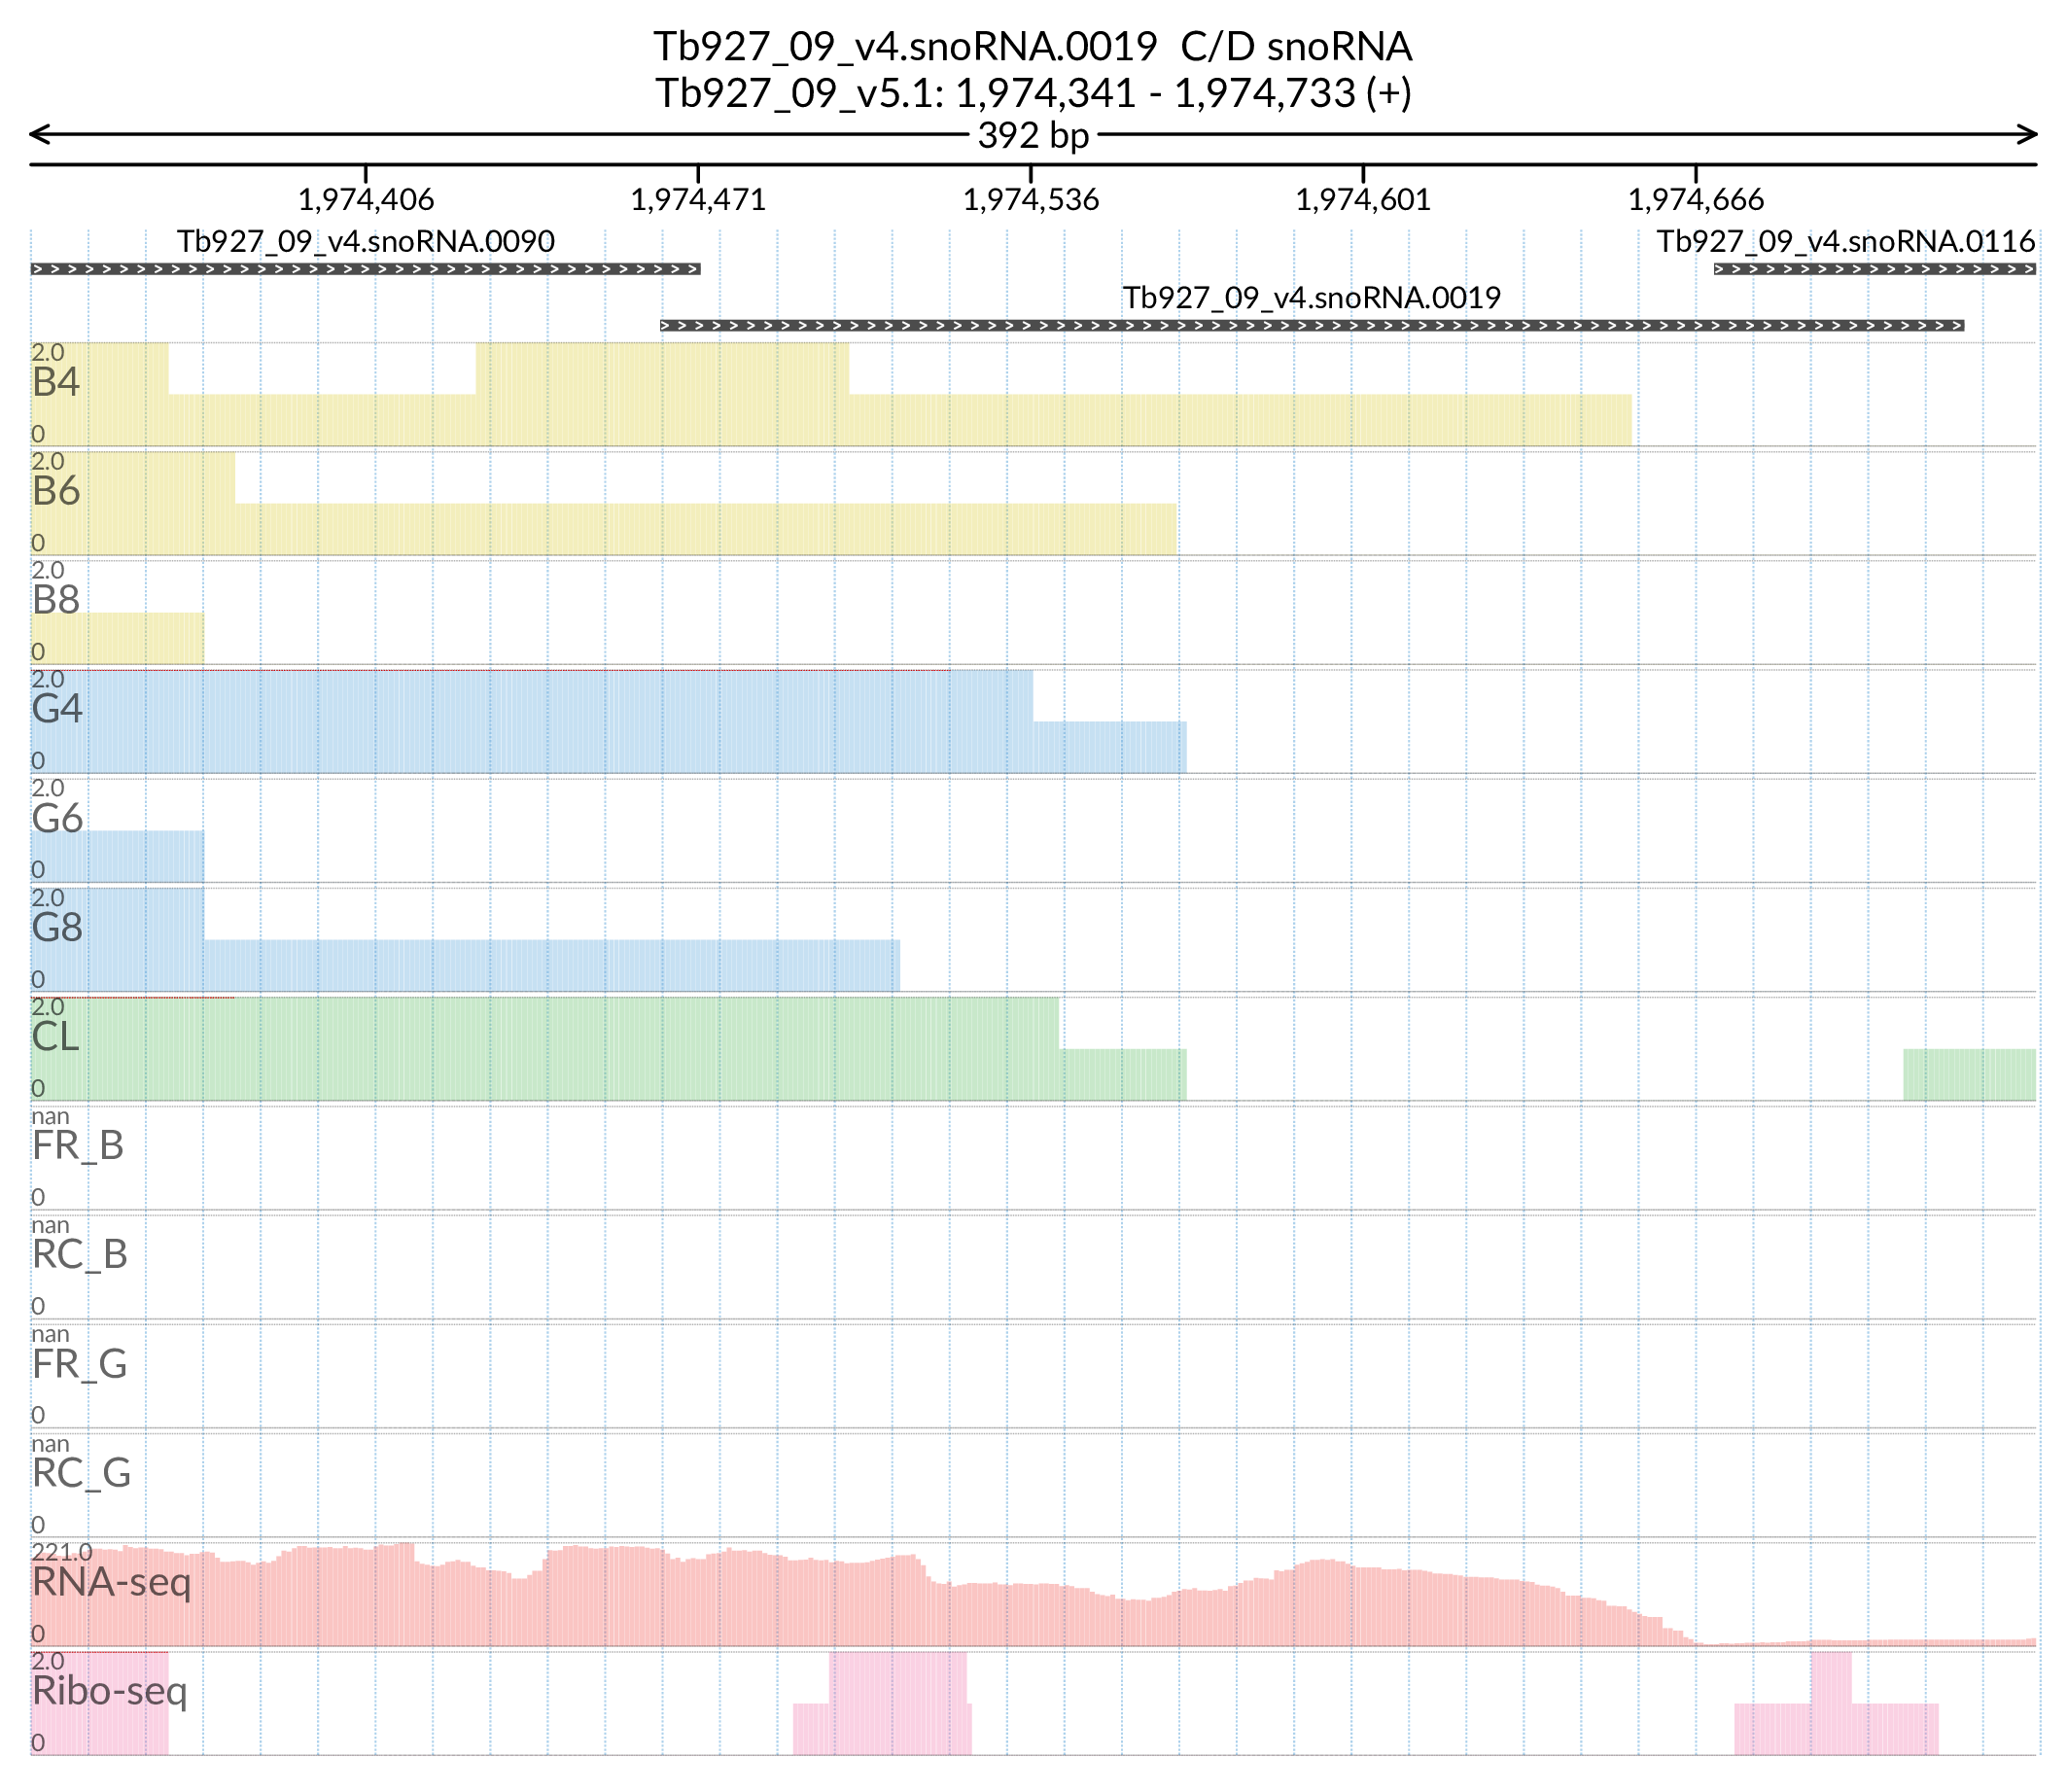 Tb927_09_v4.snoRNA.0019  C/D snoRNA
Tb927_09_v5.1: 1,974,341 - 1,974,733 (+)
392 bp
1,974,406 1,974,471 1,974,536 1,974,601 1,974,666
Tb927_09_v4.snoRNA.0090 Tb927_09_v4.snoRNA.0116
Tb927_09_v4.snoRNA.0019
2.0
B4
0
2.0
B6
0
2.0
B8
0
2.0
G4
0
2.0
G6
0
2.0
G8
0
2.0
CL
0
nan
FR_B
0
nan
RC_B
0
nan
FR_G
0
nan
RC_G
0
221.0
RNA-seq
0
2.0
Ribo-seq
0